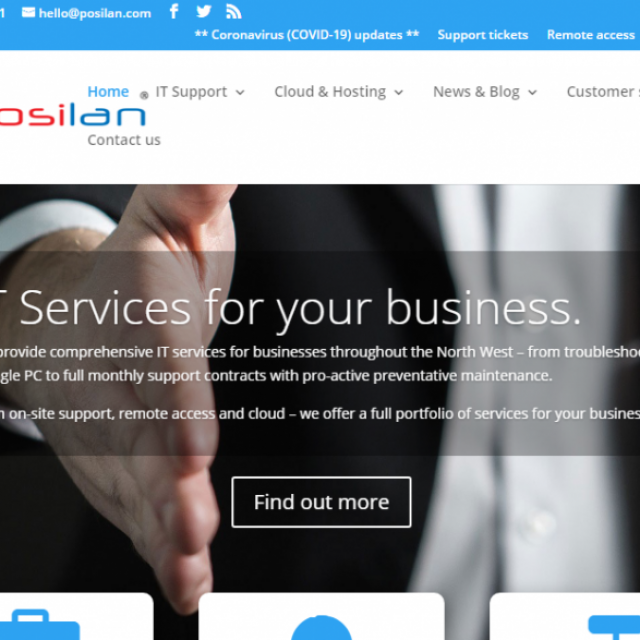 1 hello@posilan.com
** Coronavirus (COVID-19) updates ** Support tickets Remote access
Home IT Support Cloud & Hosting News & Blog Customer s
osilan®
Contact us
T Services for your business.
provide comprehensive IT services for businesses throughout the North West – from troubleshoo
gle PC to full monthly support contracts with pro-active preventative maintenance.
n on-site support, remote access and cloud – we offer a full portfolio of services for your busines
Find out more